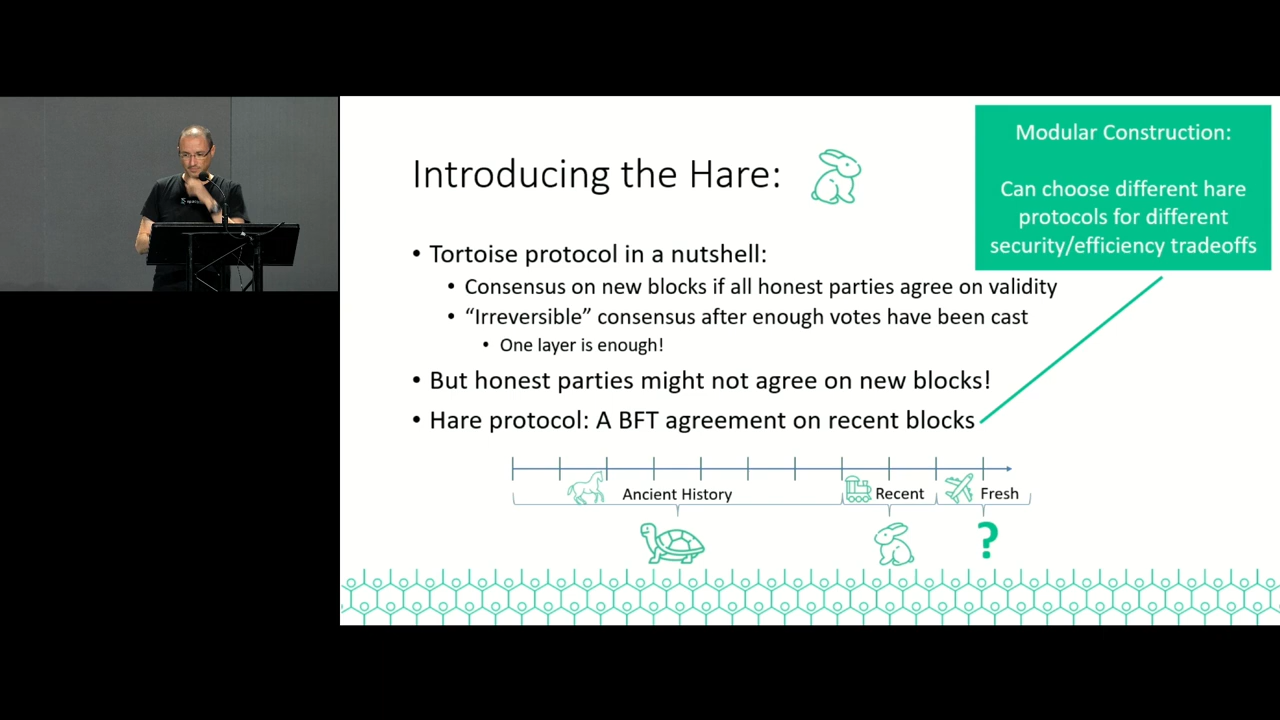 Introducing the Hare:
Modular Construction:
Can choose different hare
protocols for different
security/efficiency tradeoffs
• Tortoise protocol in a nutshell:
• Consensus on new blocks if all honest parties agree on validity
• “Irreversible” consensus after enough votes have been cast
• One layer is enough!
• But honest parties might not agree on new blocks!
• Hare protocol: A BFT agreement on recent blocks
Ancient History
Recent
Fresh
?